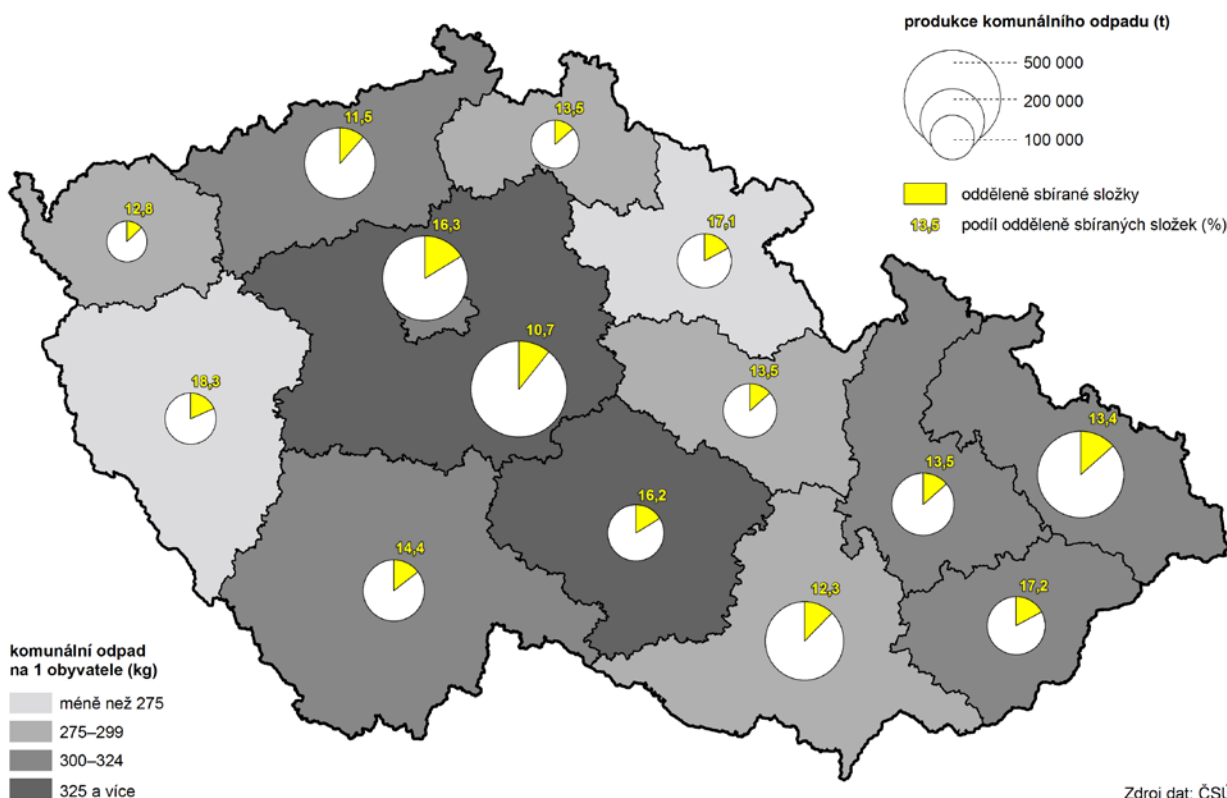 produkce komunálního odpadu (t)
500 000
200 000
100 000
odděleně sbírané složky
13,5 podíl odděleně sbíraných složek (%)
11,5
13,5
12,8
16,3
17,1
10,7
18,3
13,5
13,4
13,5
16,2
14,4
12,3
17,2
komunální odpad
na 1 obyvatele (kg)
méně než 275
275–299
300–324
325 a více
Zdroj dat: ČSÚ